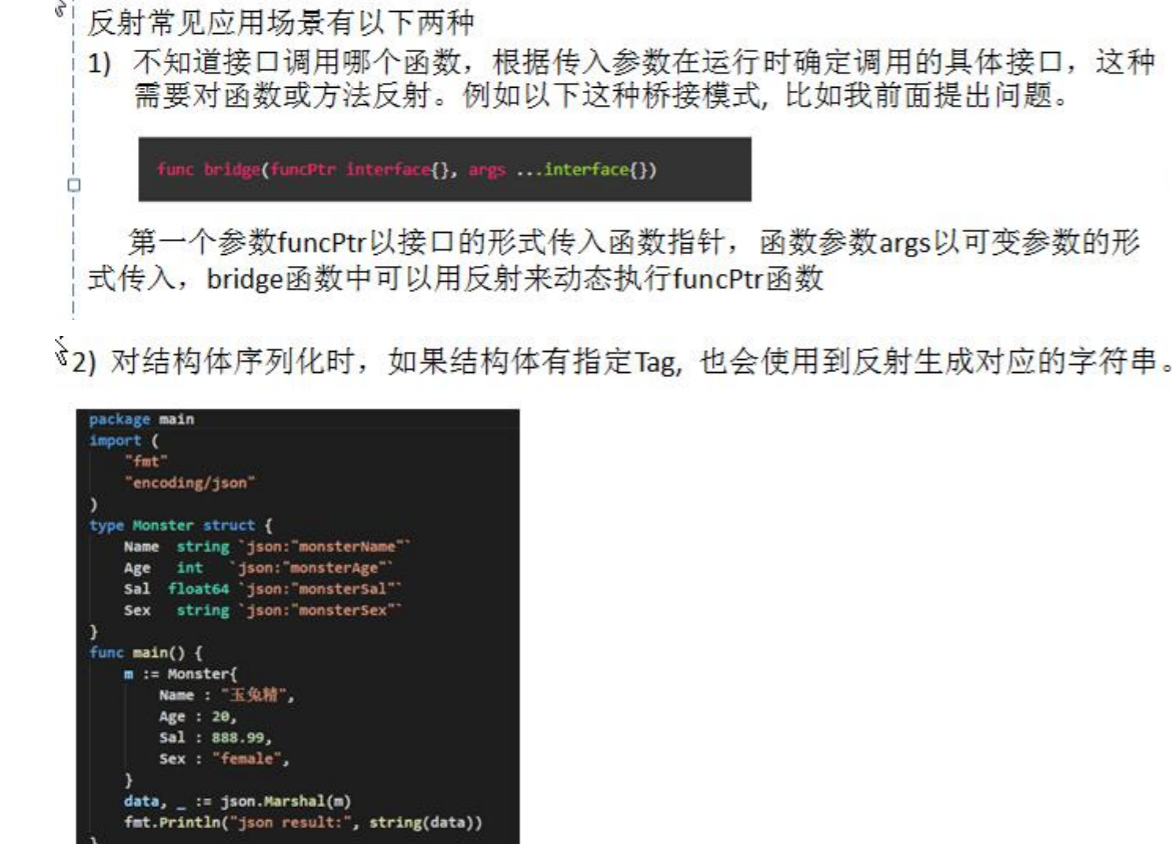 反射常见应用场景有以下两种
1) 不知道接口调用哪个函数，根据传入参数在运行时确定调用的具体接口，这种
需要对函数或方法反射。例如以下这种桥接模式, 比如我前面提出问题。
func bridge(funcPtr interface{}, args ...interface{})
第一个参数funcPtr以接口的形式传入函数指针，函数参数args以可变参数的形
式传入，bridge函数中可以用反射来动态执行funcPtr函数
2) 对结构体序列化时，如果结构体有指定Tag, 也会使用到反射生成对应的字符串。
package main
import (
"fmt"
"encoding/json"
)
type Monster struct {
Name string `json:"monsterName"`
Age int `json:"monsterAge"`
Sal float64 `json:"monsterSal"`
Sex string `json:"monsterSex"`
}
func main() {
m := Monster{
Name : "玉兔精",
Age : 20,
Sal : 888.99,
Sex : "female",
}
data, _ := json.Marshal(m)
fmt.Println("json result:", string(data))
}